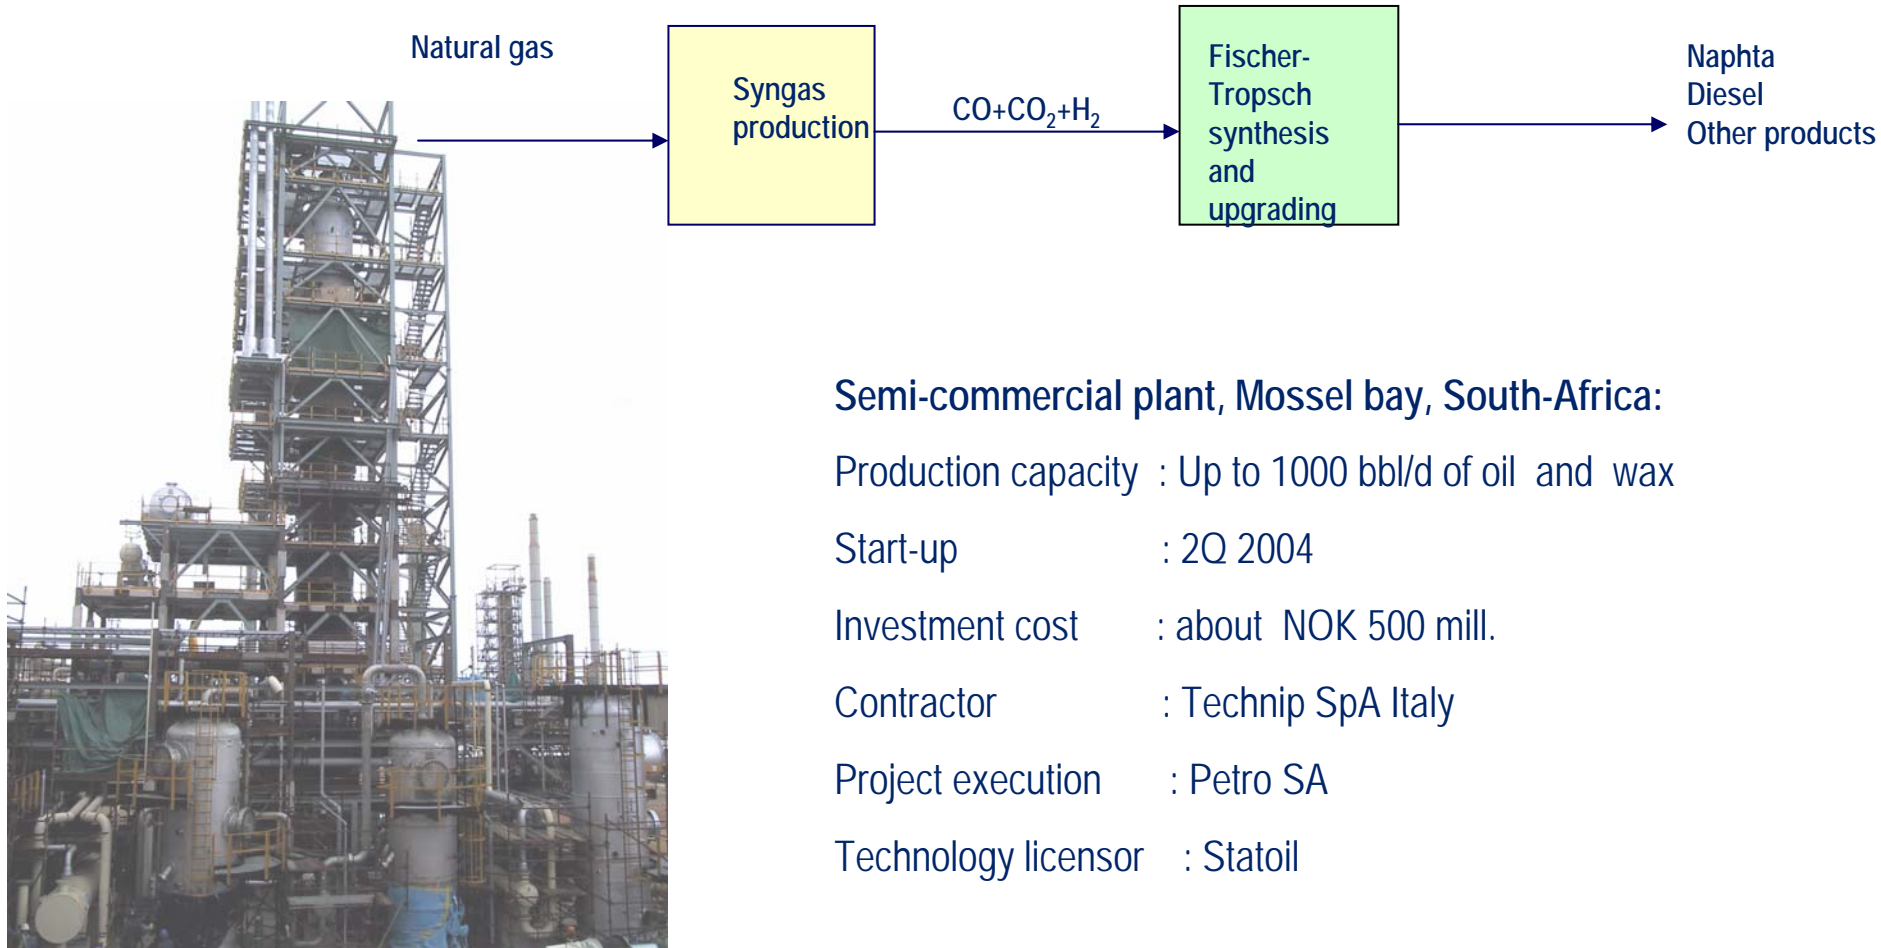 Natural gas
Syngas
production
CO+CO₂+H₂
Fischer-
Tropsch
synthesis
and
upgrading
Naphta
Diesel
Other products
Semi-commercial plant, Mossel bay, South-Africa:
Production capacity : Up to 1000 bbl/d of oil and wax
Start-up : 2Q 2004
Investment cost : about NOK 500 mill.
Contractor : Technip SpA Italy
Project execution : Petro SA
Technology licensor : Statoil